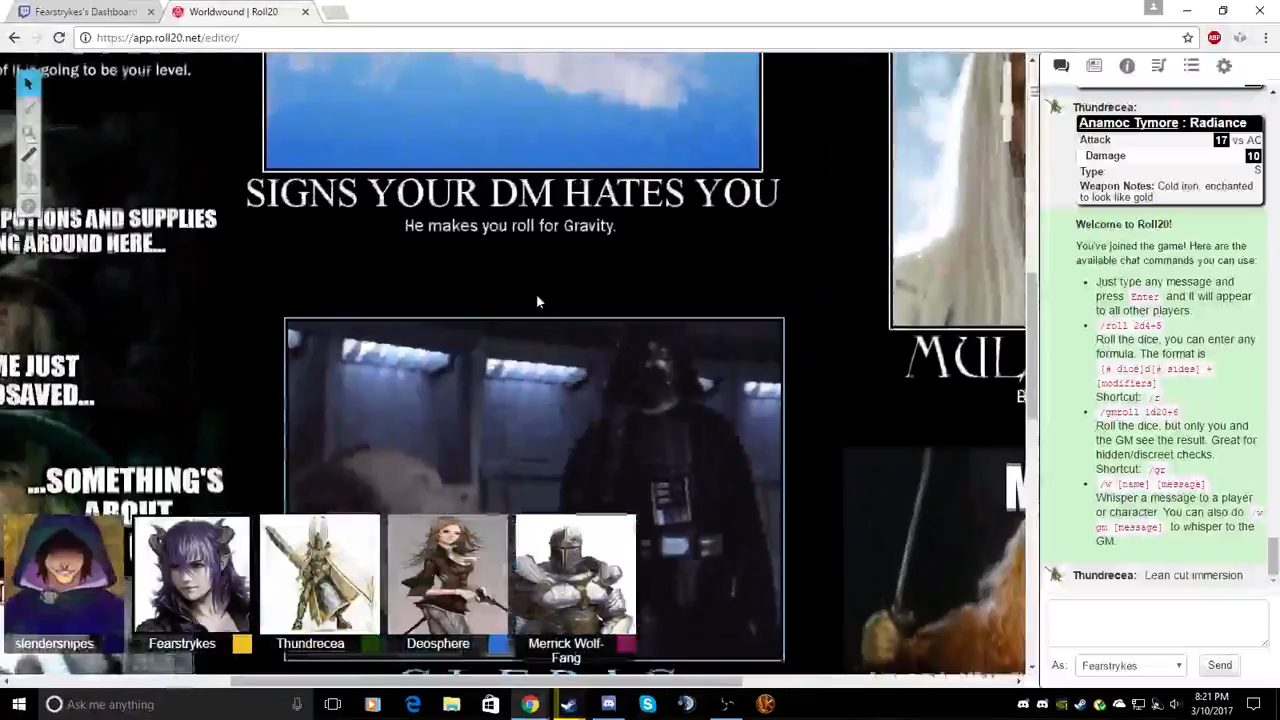 Fearstrykes's Dashboard
Worldwound | Roll20
https://app.roll20.net/editor/
ABP
of it is going to be your level.
SIGNS YOUR DM HATES YOU
He makes you roll for Gravity.
POTIONS AND SUPPLIES
NG AROUND HERE...
ME JUST
OSAVED...
...SOMETHING'S
ABOUT
MUL
B
M
slendersnipes
Fearstrykes
Thundrecea
Deosphere
Merrick Wolf-
Fang
Thundrecea:
Anamoc Tymore : Radiance
Attack 17 vs AC
Damage 10
Type: S
Weapon Notes: Cold iron, enchanted
to look like gold
Welcome to Roll20!
You've joined the game! Here are the
available chat commands you can use:
Just type any message and
press Enter and it will appear
to all other players.
/roll 2d4+5
Roll the dice, you can enter any
formula. The format is
[# dice]d[# sides] +
[modifiers]
Shortcut: /r
/gmroll 1d20+6
Roll the dice, but only you and
the GM see the result. Great for
hidden/discreet checks.
Shortcut: /gr
/w [name] [message]
Whisper a message to a player
or character. You can also do /w
gm [message] to whisper to the
GM.
Thundrecea: Lean cut immersion
As: Fearstrykes Send
Ask me anything
8:21 PM
3/10/2017